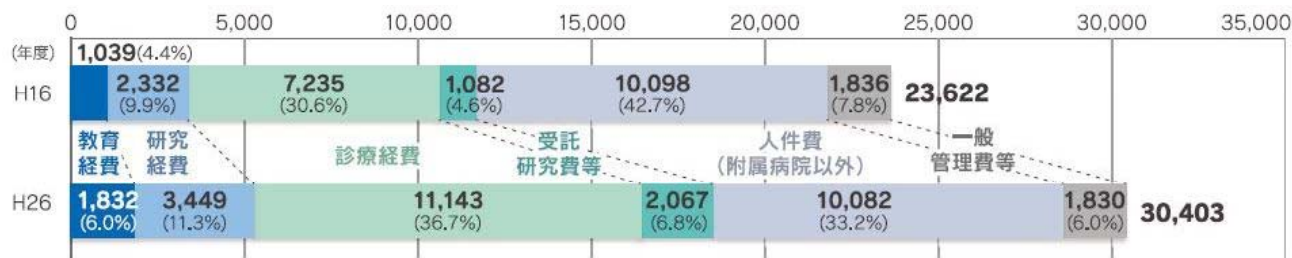 0 5,000 10,000 15,000 20,000 25,000 30,000 35,000
(年度)
1,039(4.4%)
H16 2,332 7,235 1,082 10,098 1,836 23,622
(9.9%) (30.6%) (4.6%) (42.7%) (7.8%)
教育 研究 診療経費 受託 人件費 一般
経費 経費 研究費等 (附属病院以外) 管理費等
H26 1,832 3,449 11,143 2,067 10,082 1,830 30,403
(6.0%) (11.3%) (36.7%) (6.8%) (33.2%) (6.0%)